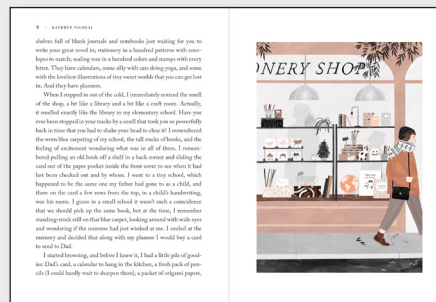 8 · KATHRYN NICOLAI
shelves full of blank journals and notebooks just waiting for you to
write your great novel in; stationery in a hundred patterns with enve-
lopes to match; sealing wax in a hundred colors and stamps with every
letter. They have calendars, some silly with cats doing yoga, and some
with the loveliest illustrations of tiny sweet worlds that you can get lost
in. And they have planners.
When I stepped in out of the cold, I immediately noticed the smell
of the shop, a bit like a library and a bit like a craft room. Actually,
it smelled exactly like the library in my elementary school. Have you
ever been stopped in your tracks by a smell that took you so powerfully
back in time that you had to shake your head to clear it? I remembered
the worn blue carpeting of my school, the tall stacks of books, and the
feeling of excitement wondering what was in all of them. I remem-
bered pulling an old book off a shelf in a back corner and sliding the
card out of the paper pocket inside the front cover to see when it had
last been checked out and by whom. I went to a tiny school, which
happened to be the same one my father had gone to as a child, and
there on the card a few rows from the top, in a child's handwriting,
was his name. I guess in a small school it wasn't such a coincidence
that we should pick up the same book, but at the time, I remember
standing stock-still on that blue carpet, looking around with wide eyes
and wondering if the universe had just winked at me. I smiled at the
memory and decided that along with my planner I would buy a card
to send to Dad.
I started browsing, and before I knew it, I had a little pile of good-
ies: Dad's card, a calendar to hang in the kitchen, a fresh pack of pen-
cils (I could hardly wait to sharpen them), a packet of origami papers,
ONERY SHOP